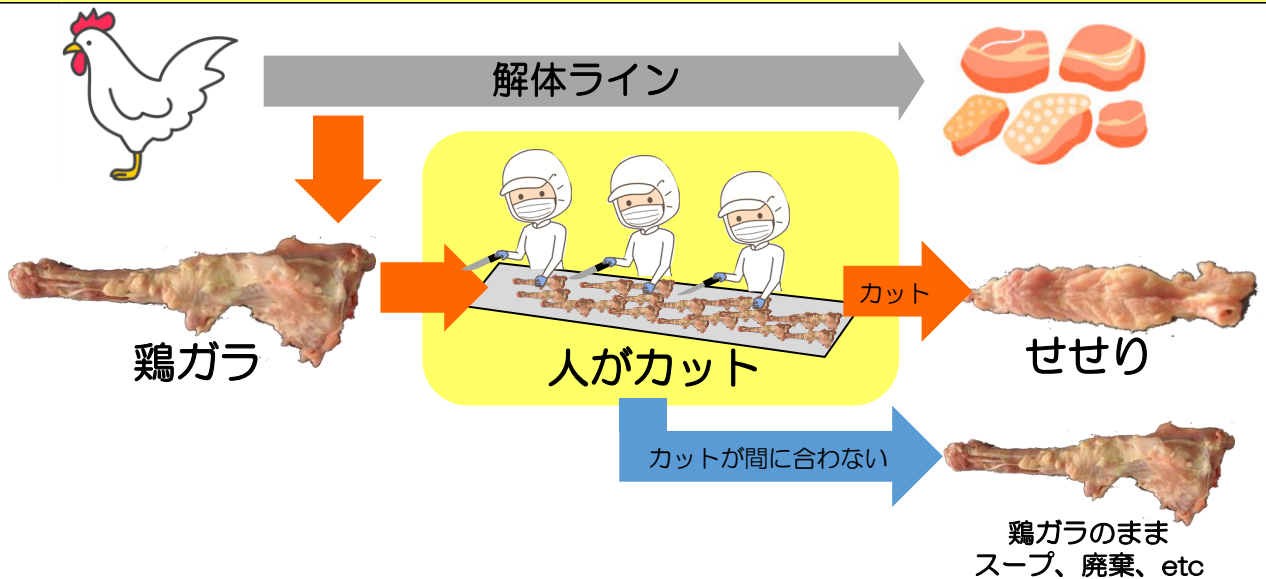 解体ライン
鶏ガラ
人がカット
カット
せせり
カットが間に合わない
鶏ガラのまま
スープ、廃棄、etc